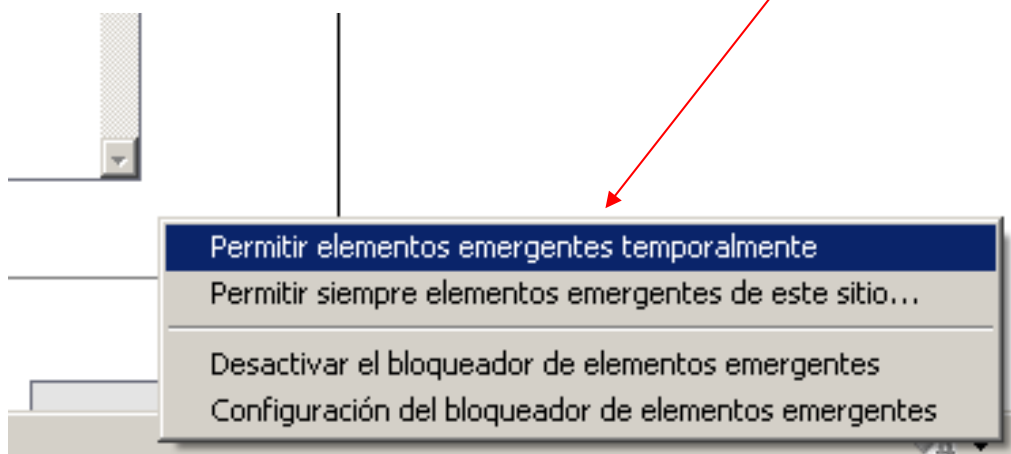 Permitir elementos emergentes temporalmente
Permitir siempre elementos emergentes de este sitio...
Desactivar el bloqueador de elementos emergentes
Configuración del bloqueador de elementos emergentes